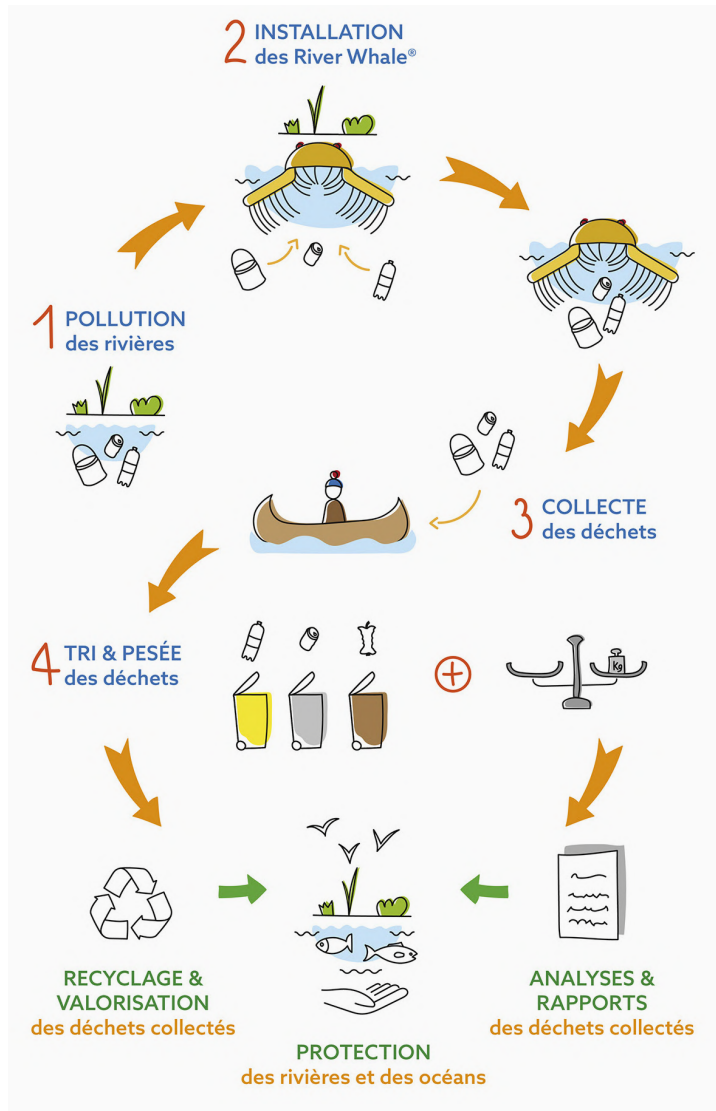 2 INSTALLATION
des River Whale®
1 POLLUTION
des rivières
3 COLLECTE
des déchets
4 TRI & PESÉE
des déchets
Kg
RECYCLAGE &
VALORISATION
des déchets collectés
ANALYSES &
RAPPORTS
des déchets collectés
PROTECTION
des rivières et des océans